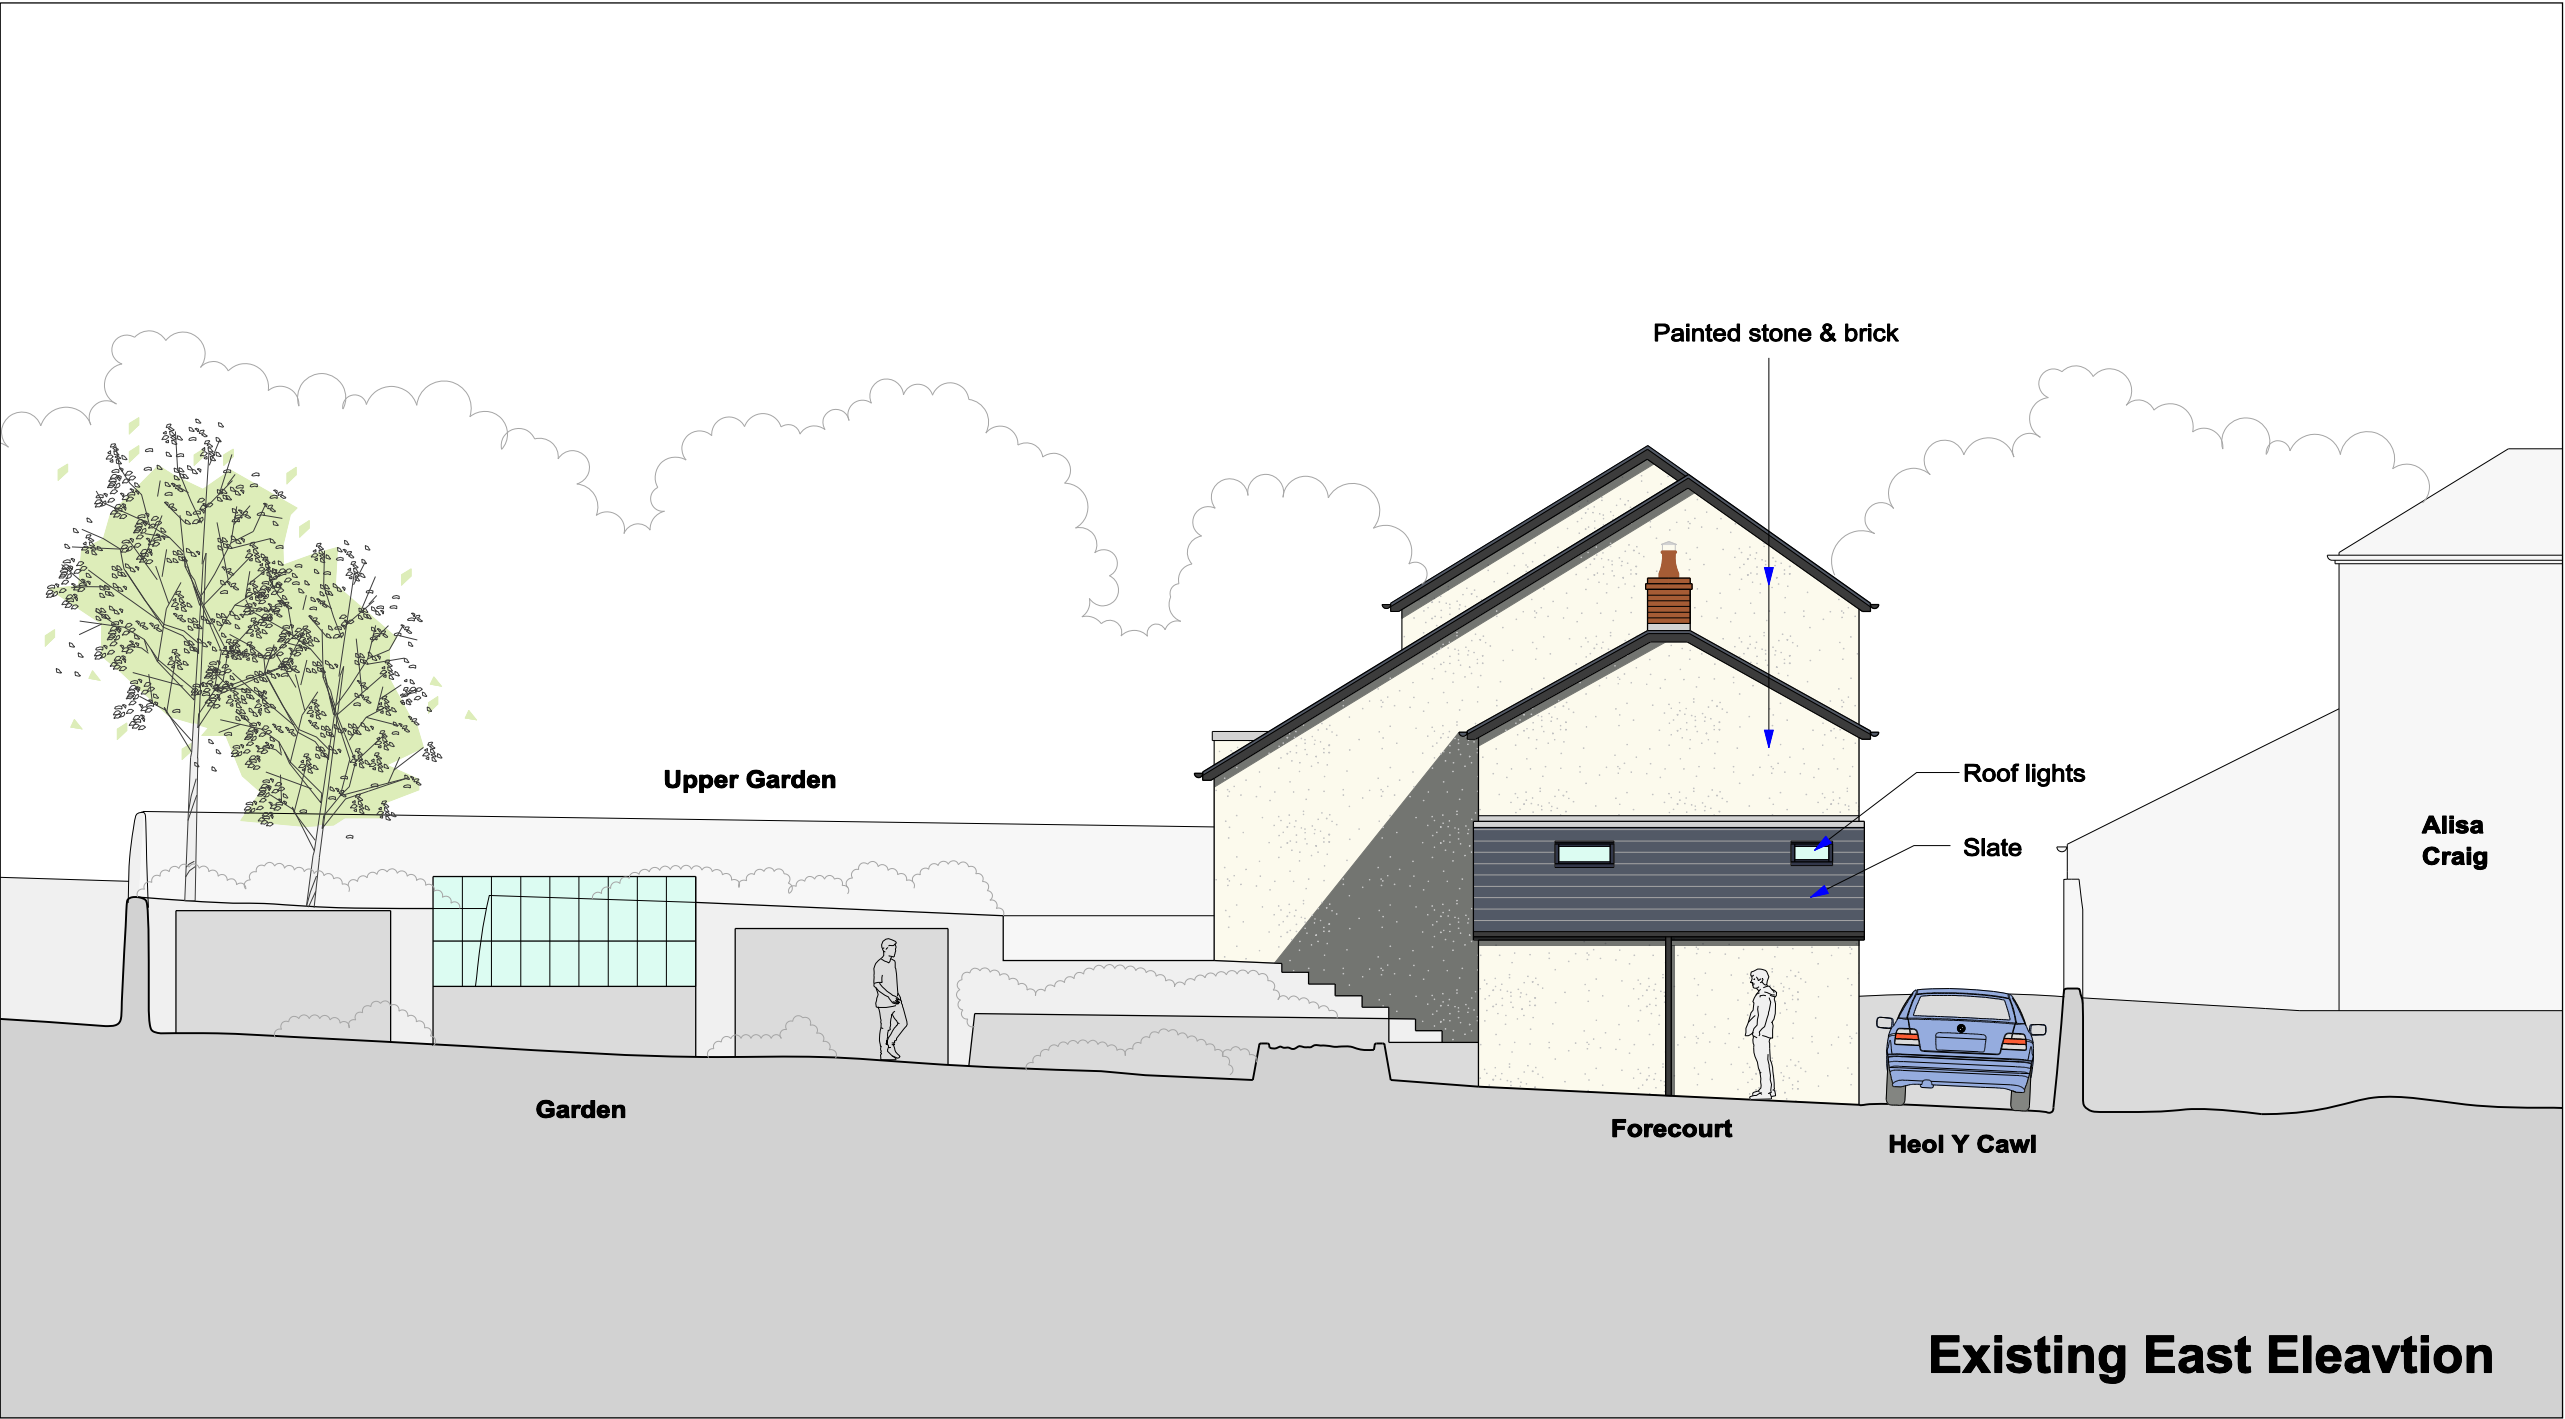 Painted stone & brick
Upper Garden
Roof lights
Slate
Alisa
Craig
Garden
Forecourt
Heol Y Cawl
Existing East Eleavtion